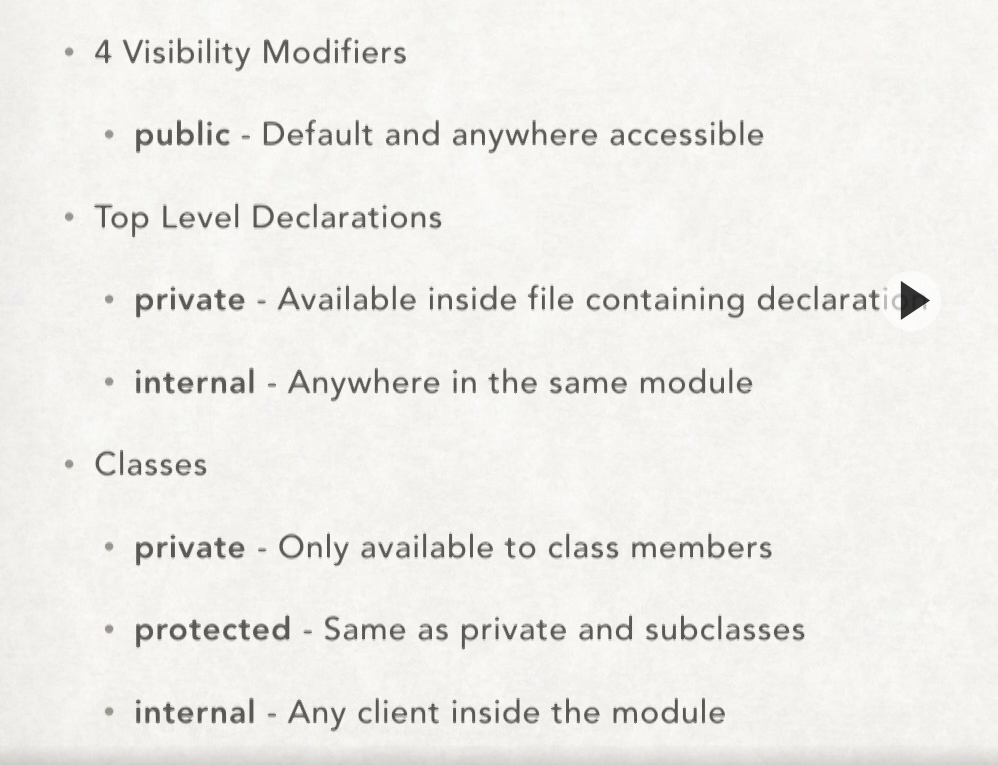 • 4 Visibility Modifiers
• public - Default and anywhere accessible
• Top Level Declarations
• private - Available inside file containing declaration
• internal - Anywhere in the same module
• Classes
• private - Only available to class members
• protected - Same as private and subclasses
• internal - Any client inside the module